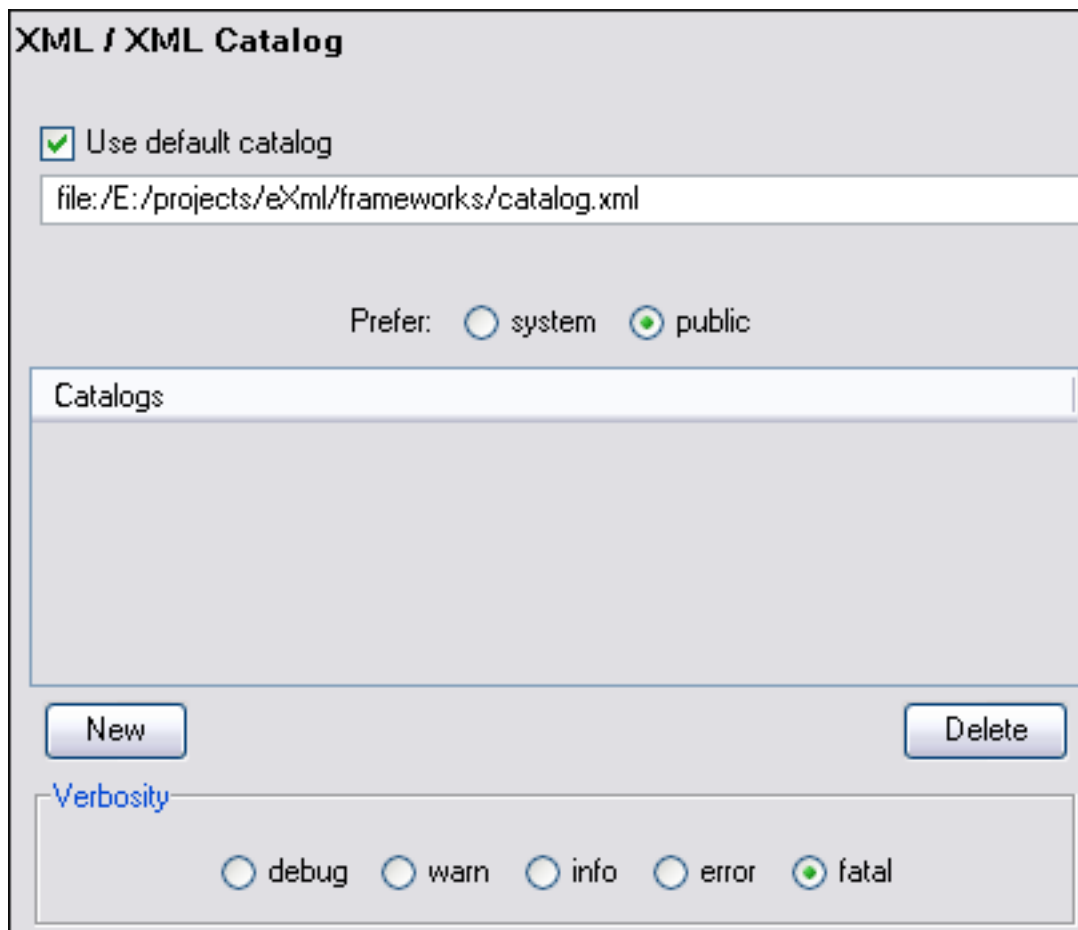 XML / XML Catalog
Use default catalog
file:/E:/projects/eXml/frameworks/catalog.xml
Prefer: system public
Catalogs
New Delete
Verbosity
debug warn info error fatal